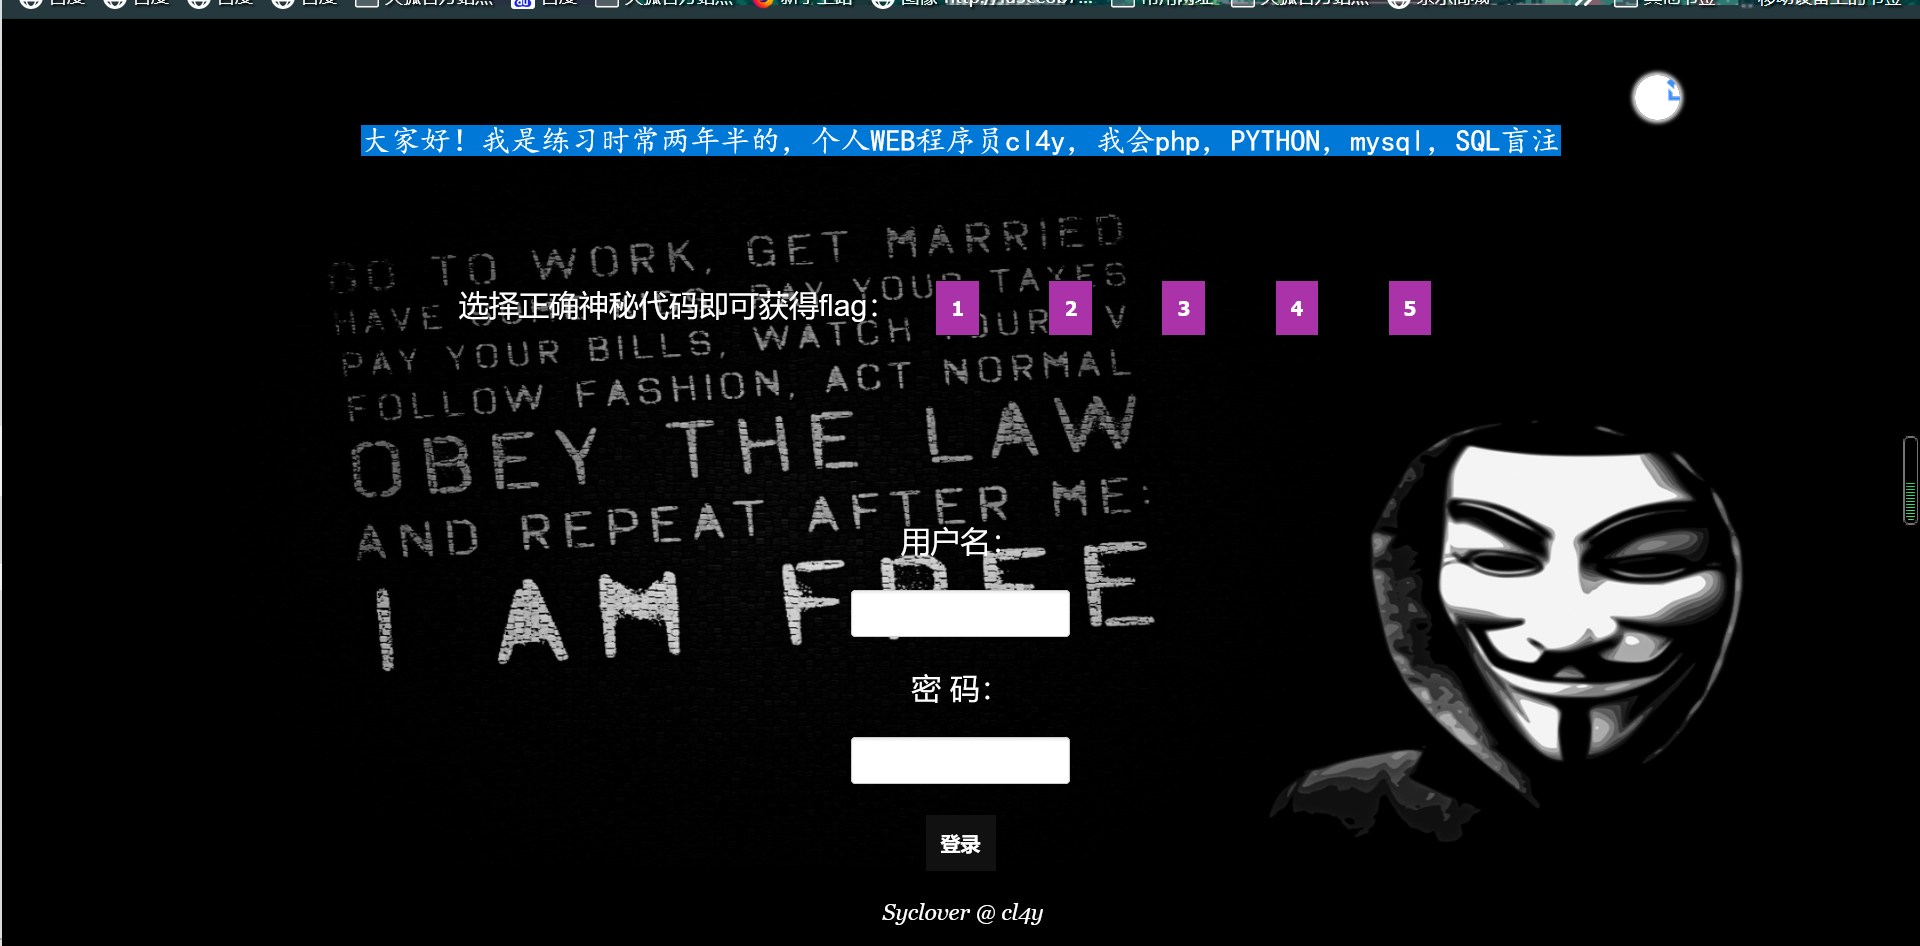 大家好！我是练习时常两年半的，个人WEB程序员cl4y，我会php，PYTHON，mysql，SQL盲注
GO TO WORK, GET MARRIED
选择正确神秘代码即可获得flag：
1
2
3
4
5
HAVE PAY YOUR TAXES
PAY YOUR BILLS, WATCH YOUR V
FOLLOW FASHION, ACT NORMAL
OBEY THE LAW
AND REPEAT AFTER ME:
用户名：
I AM FREE
密 码：
登录
Syclover @ cl4y